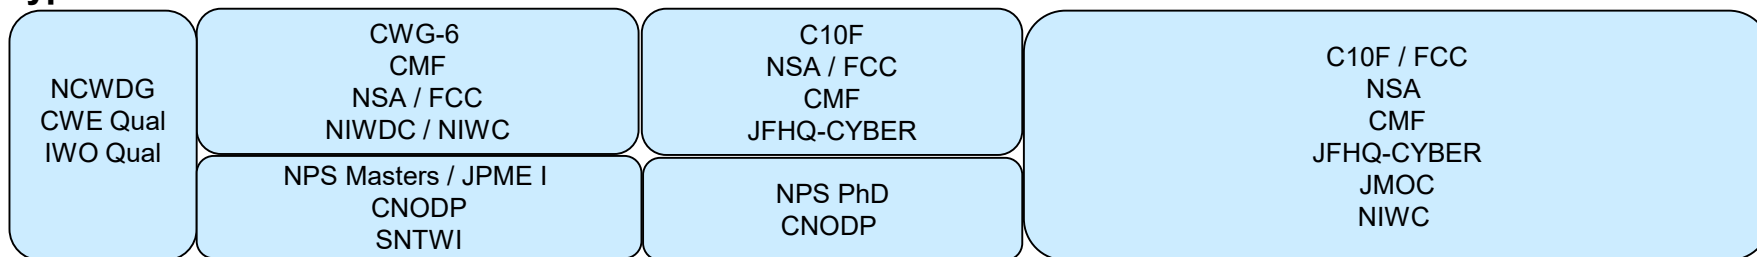 NCWDG
CWE Qual
IWO Qual
CWG-6
CMF
NSA / FCC
NIWDC / NIWC
NPS Masters / JPME I
CNODP
SNTWI
C10F
NSA / FCC
CMF
JFHQ-CYBER
NPS PhD
CNODP
C10F / FCC
NSA
CMF
JFHQ-CYBER
JMOC
NIWC